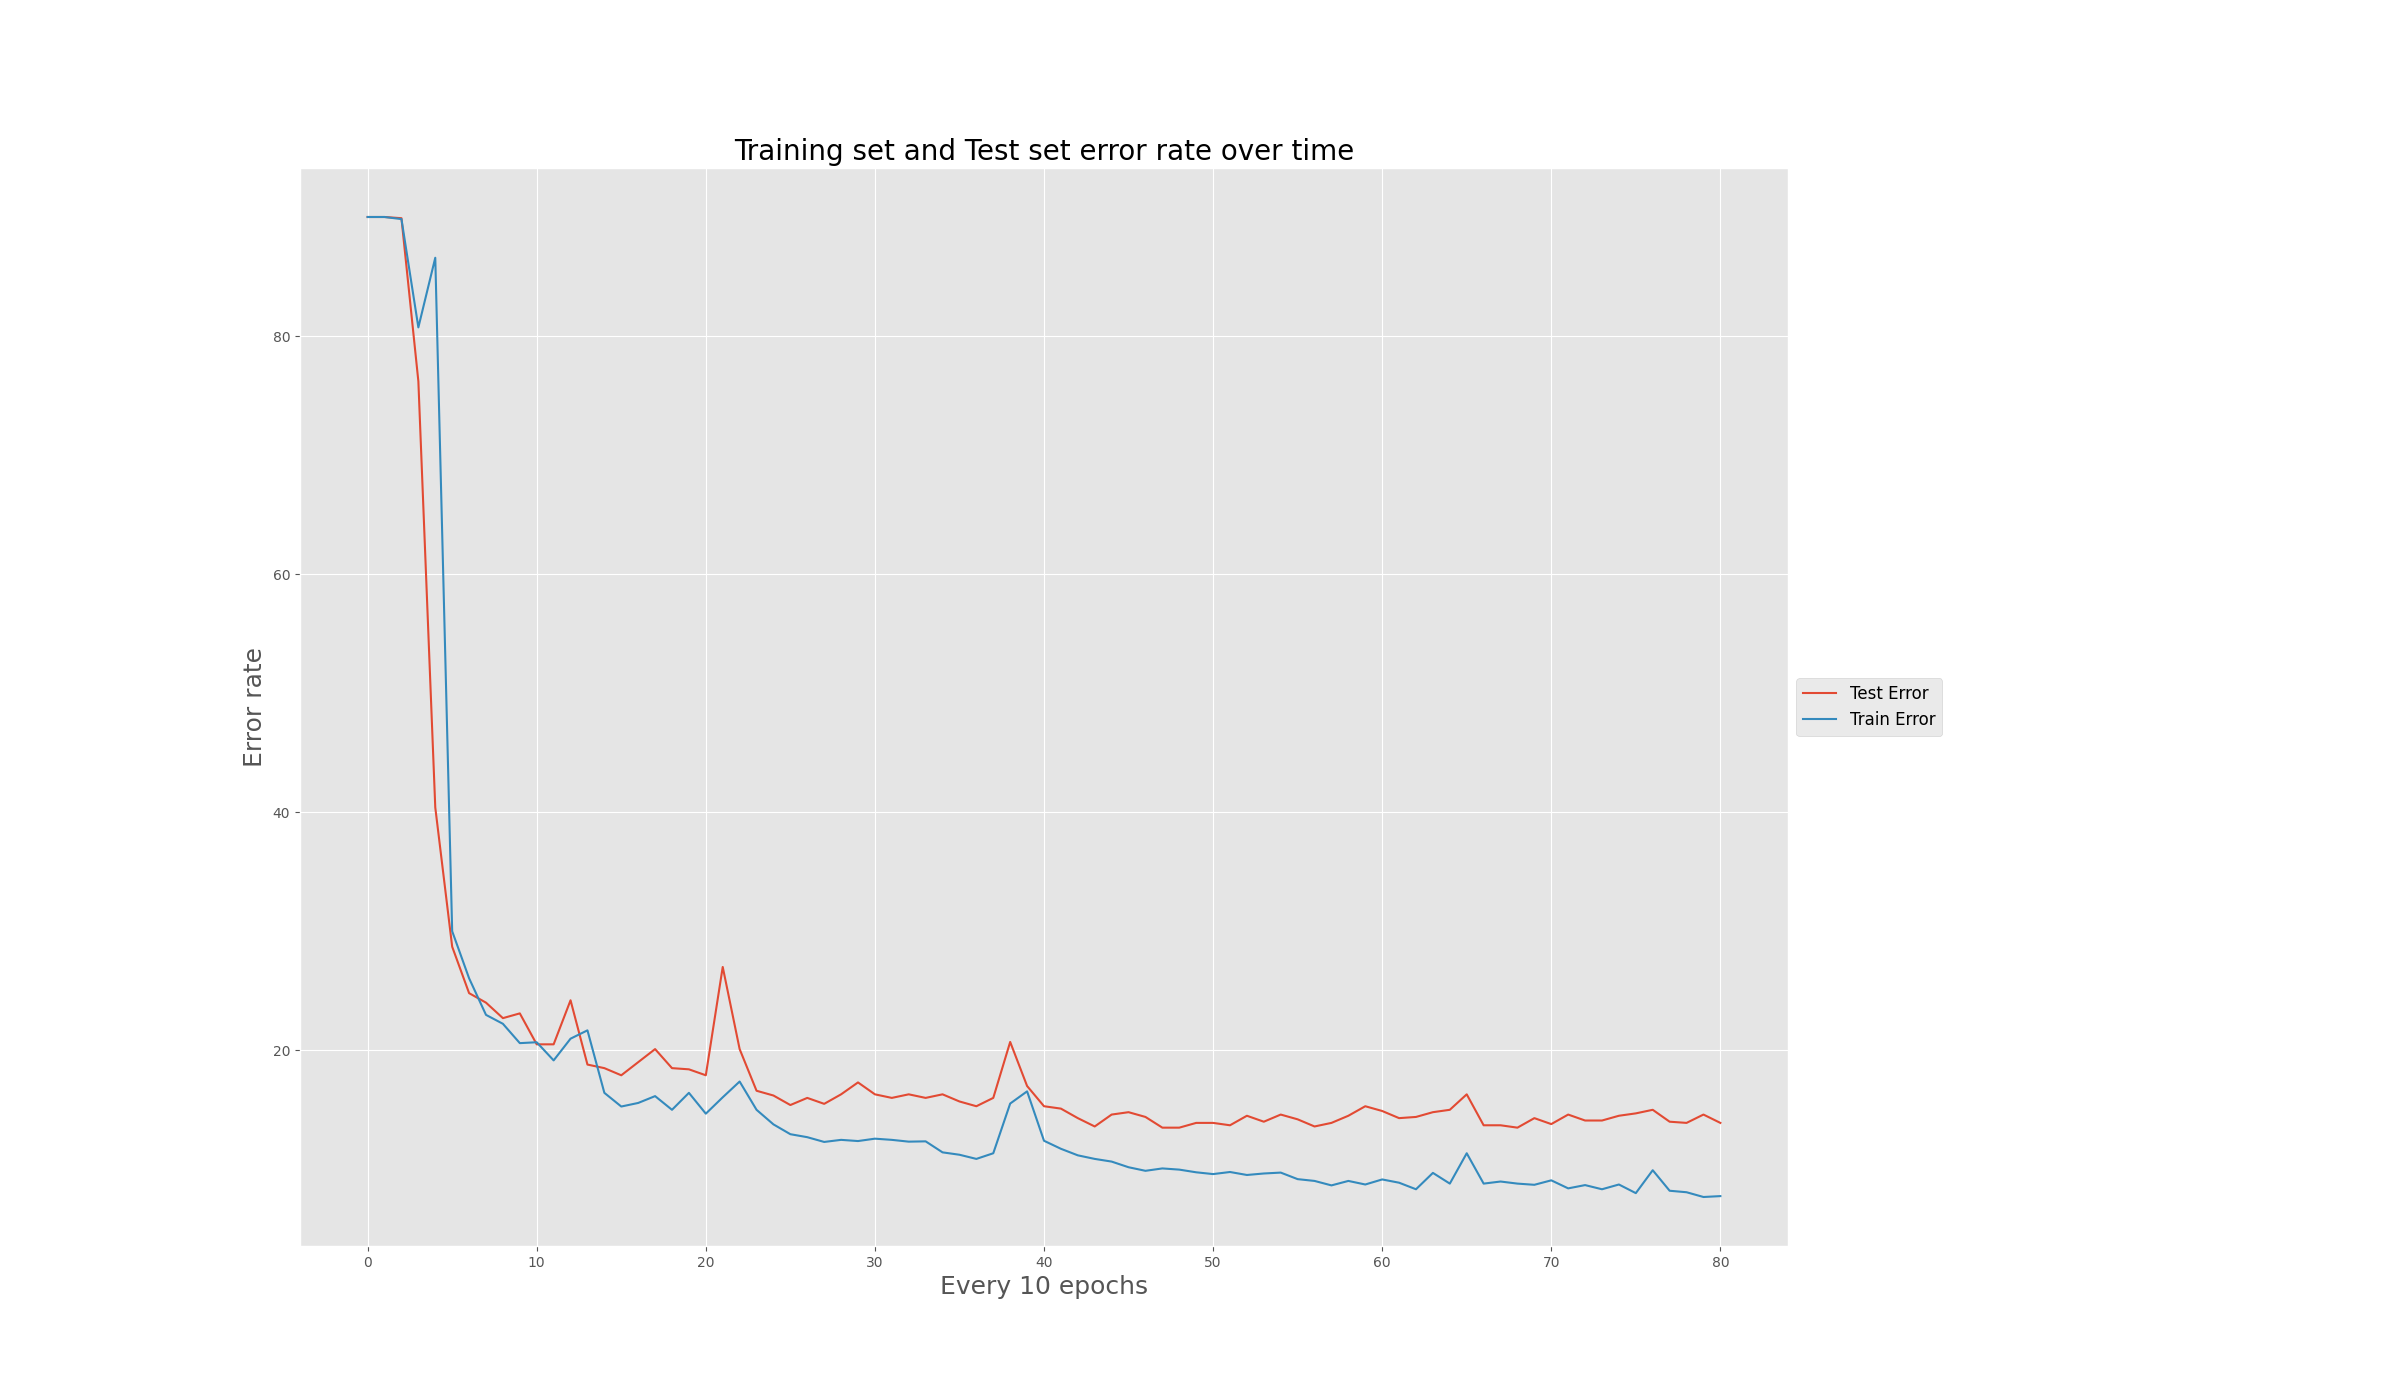 Training set and Test set error rate over time
80
60
40
20
Error rate
0 10 20 30 40 50 60 70 80
Every 10 epochs
Test Error
Train Error